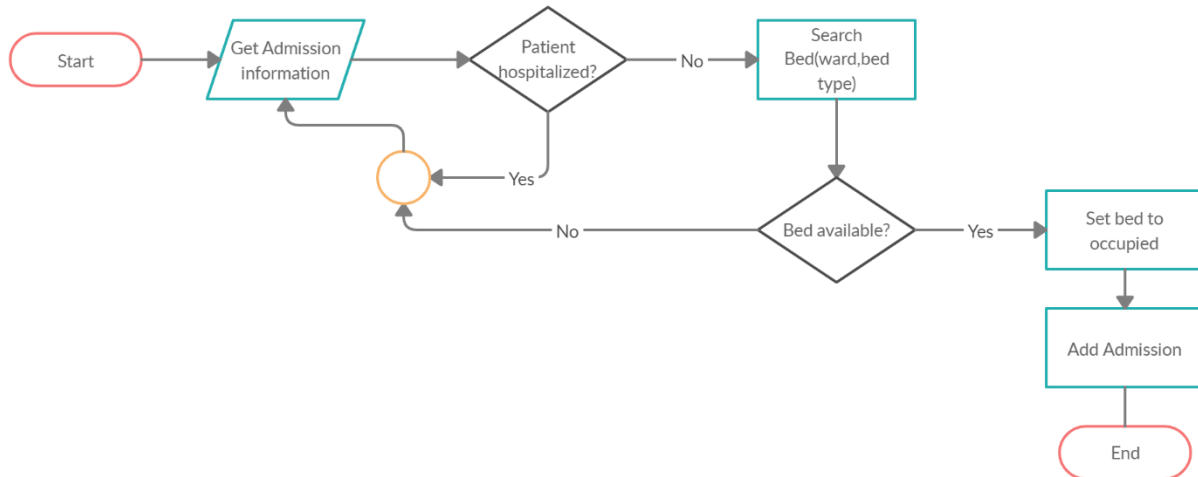 Start
Get Admission
information
Patient
hospitalized?
No
Search
Bed(ward,bed
type)
Yes
No
Bed available?
Yes
Set bed to
occupied
Add Admission
End